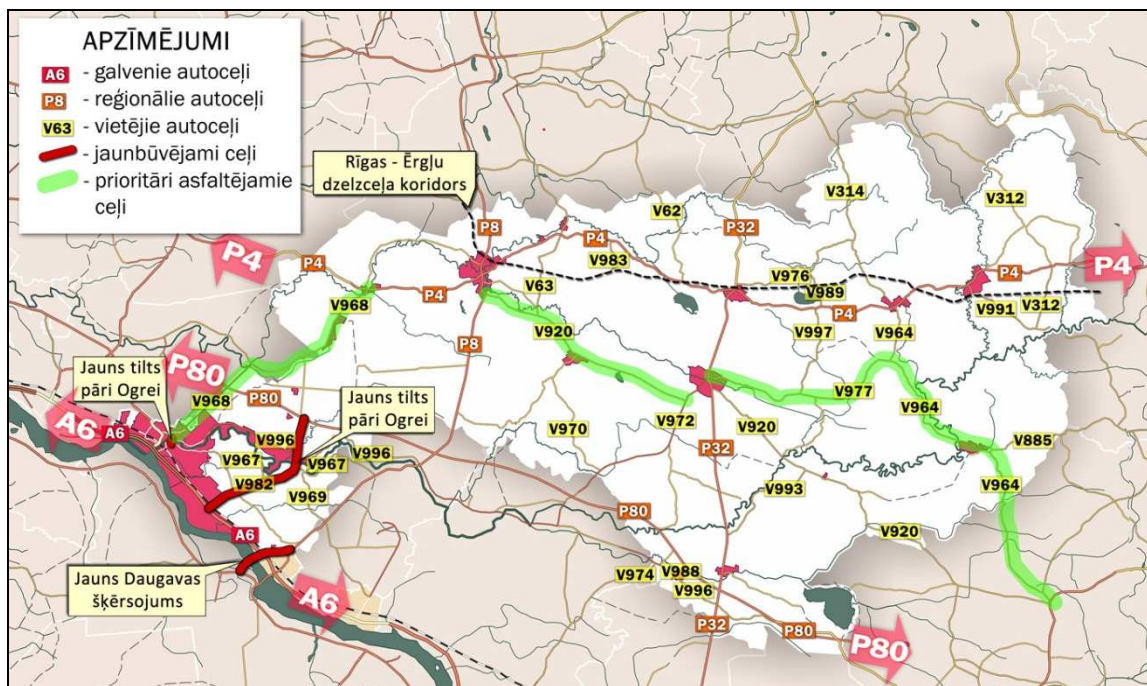 APZĪMĒJUMI
A6 - galvenie autoceļi
P8 - reģionālie autoceļi
V63 - vietējie autoceļi
- jaunbūvējami ceļi
- prioritāri asfaltējamie
ceļi
Rīgas - Ērgļu
dzelzceļa koridors
V314
V312
V62
P32
P8
P4
V983
P4
P4
P4
P4
V976
V989
V63
P4
V968
P4
V991
V312
V920
V997
V964
P8
Jauns tilts
pāri Ogrei
P80
V968
P80
Jauns tilts
pāri Ogrei
V977
V964
A6
A6
V996
V970
V972
V920
V885
V967
V967
V996
P32
V982
V969
V993
V964
P80
A6
V920
Jauns Daugavas
šķērsojums
A6
V974
V988
V996
P32
P80
P80